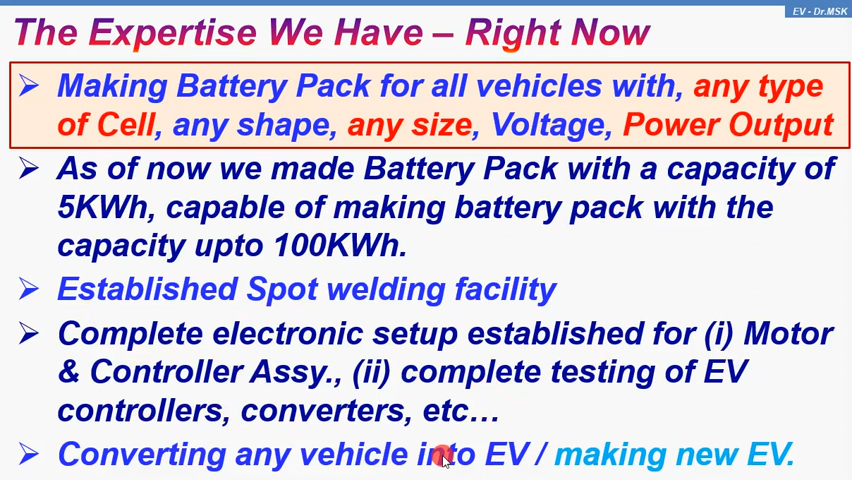 EV - Dr.MSK
The Expertise We Have – Right Now
➢ Making Battery Pack for all vehicles with, any type
of Cell, any shape, any size, Voltage, Power Output
➢ As of now we made Battery Pack with a capacity of
5KWh, capable of making battery pack with the
capacity upto 100KWh.
➢ Established Spot welding facility
➢ Complete electronic setup established for (i) Motor
& Controller Assy., (ii) complete testing of EV
controllers, converters, etc…
➢ Converting any vehicle into EV / making new EV.